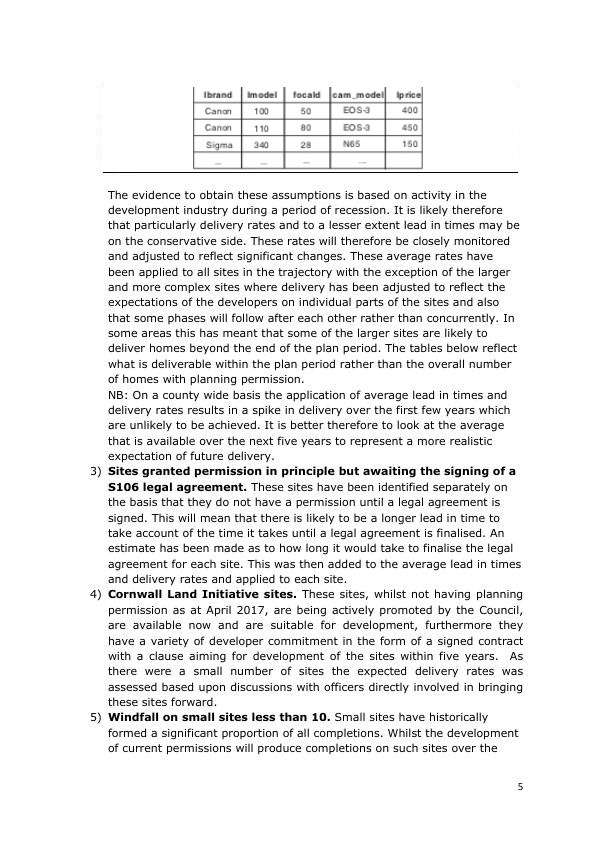 lbrand lmodel focald cam_model lprice
Canon 100 50 EOS-3 400
Canon 110 80 EOS-3 450
Sigma 340 28 N65 150
... ... ... ...
The evidence to obtain these assumptions is based on activity in the
development industry during a period of recession. It is likely therefore
that particularly delivery rates and to a lesser extent lead in times may be
on the conservative side. These rates will therefore be closely monitored
and adjusted to reflect significant changes. These average rates have
been applied to all sites in the trajectory with the exception of the larger
and more complex sites where delivery has been adjusted to reflect the
expectations of the developers on individual parts of the sites and also
that some phases will follow after each other rather than concurrently. In
some areas this has meant that some of the larger sites are likely to
deliver homes beyond the end of the plan period. The tables below reflect
what is deliverable within the plan period rather than the overall number
of homes with planning permission.
NB: On a county wide basis the application of average lead in times and
delivery rates results in a spike in delivery over the first few years which
are unlikely to be achieved. It is better therefore to look at the average
that is available over the next five years to represent a more realistic
expectation of future delivery.
3) Sites granted permission in principle but awaiting the signing of a
S106 legal agreement. These sites have been identified separately on
the basis that they do not have a permission until a legal agreement is
signed. This will mean that there is likely to be a longer lead in time to
take account of the time it takes until a legal agreement is finalised. An
estimate has been made as to how long it would take to finalise the legal
agreement for each site. This was then added to the average lead in times
and delivery rates and applied to each site.
4) Cornwall Land Initiative sites. These sites, whilst not having planning
permission as at April 2017, are being actively promoted by the Council,
are available now and are suitable for development, furthermore they
have a variety of developer commitment in the form of a signed contract
with a clause aiming for development of the sites within five years. As
there were a small number of sites the expected delivery rates was
assessed based upon discussions with officers directly involved in bringing
these sites forward.
5) Windfall on small sites less than 10. Small sites have historically
formed a significant proportion of all completions. Whilst the development
of current permissions will produce completions on such sites over the
5